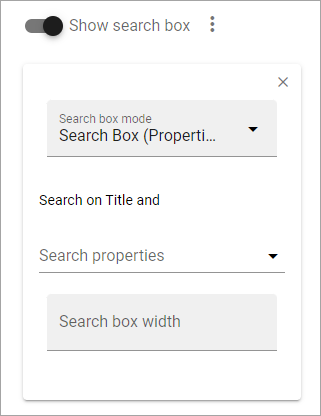 Show search box
Search box mode
Search Box (Properti...
Search on Title and
Search properties
Search box width